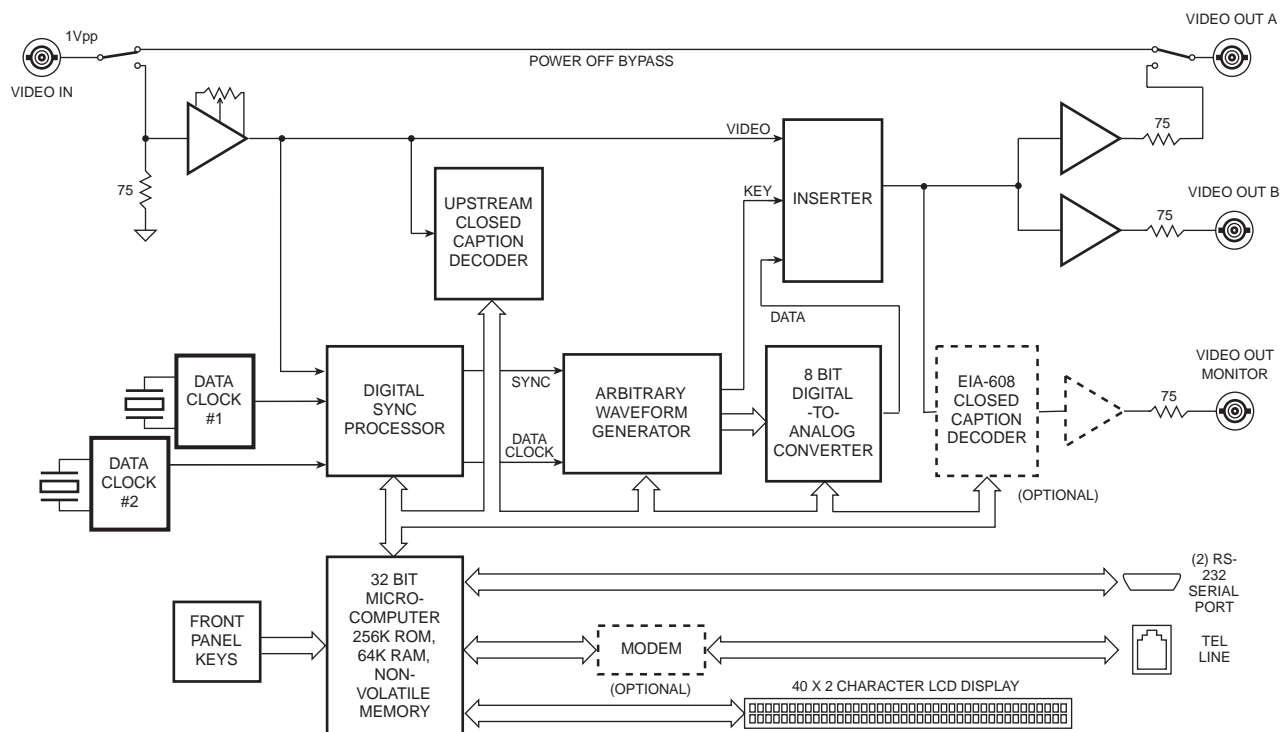 VIDEO OUT A
1Vpp
POWER OFF BYPASS
VIDEO IN
VIDEO
75
75
KEY
UPSTREAM
CLOSED
CAPTION
DECODER
INSERTER
VIDEO OUT B
75
DATA
DATA
CLOCK
#1
DIGITAL
SYNC
PROCESSOR
SYNC
DATA
CLOCK
ARBITRARY
WAVEFORM
GENERATOR
8 BIT
DIGITAL
-TO-
ANALOG
CONVERTER
EIA-608
CLOSED
CAPTION
DECODER
(OPTIONAL)
VIDEO OUT
MONITOR
75
DATA
CLOCK
#2
32 BIT
MICRO-
COMPUTER
256K ROM,
64K RAM,
NON-
VOLATILE
MEMORY
(2) RS-
232
SERIAL
PORT
FRONT
PANEL
KEYS
MODEM
(OPTIONAL)
TEL
LINE
40 X 2 CHARACTER LCD DISPLAY